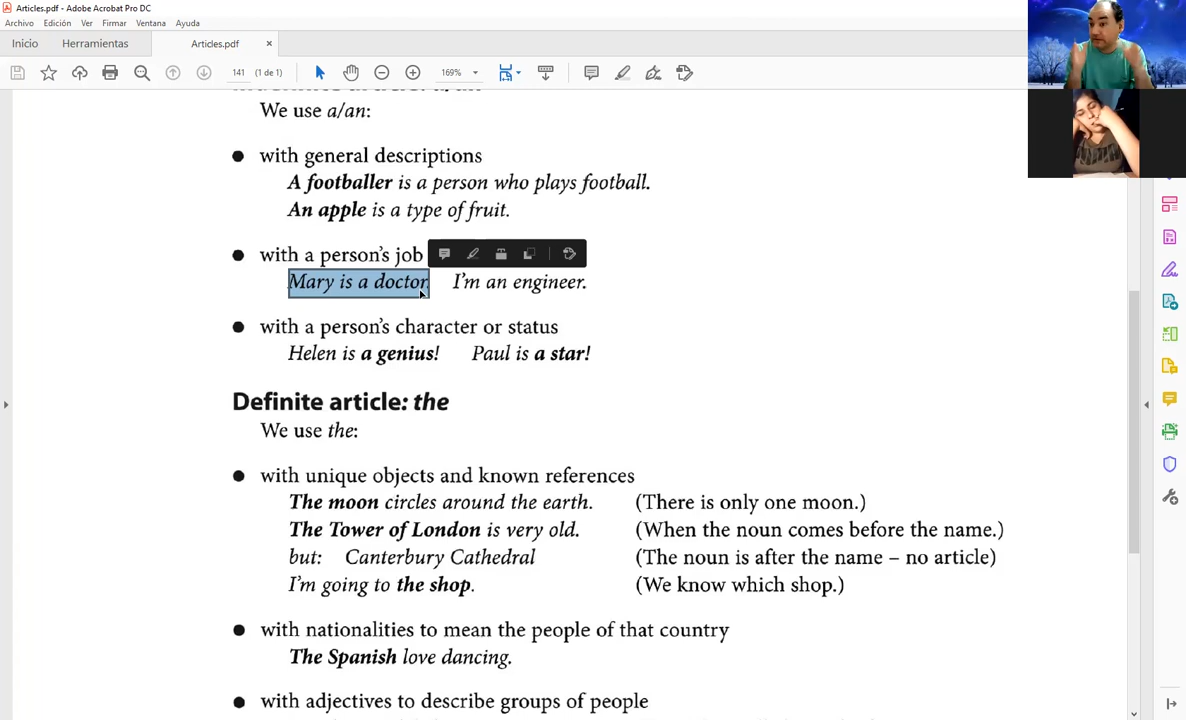 Articles.pdf - Adobe Acrobat Pro DC
Archivo Edición Ver Firmar Ventana Ayuda
Inicio Herramientas Articles.pdf ×
141 (1 de 1) 169%
We use a/an:
● with general descriptions
A footballer is a person who plays football.
An apple is a type of fruit.
● with a person's job
Mary is a doctor. I'm an engineer.
● with a person's character or status
Helen is a genius! Paul is a star!
Definite article: the
We use the:
● with unique objects and known references
The moon circles around the earth. (There is only one moon.)
The Tower of London is very old. (When the noun comes before the name.)
but: Canterbury Cathedral (The noun is after the name – no article)
I'm going to the shop. (We know which shop.)
● with nationalities to mean the people of that country
The Spanish love dancing.
● with adjectives to describe groups of people